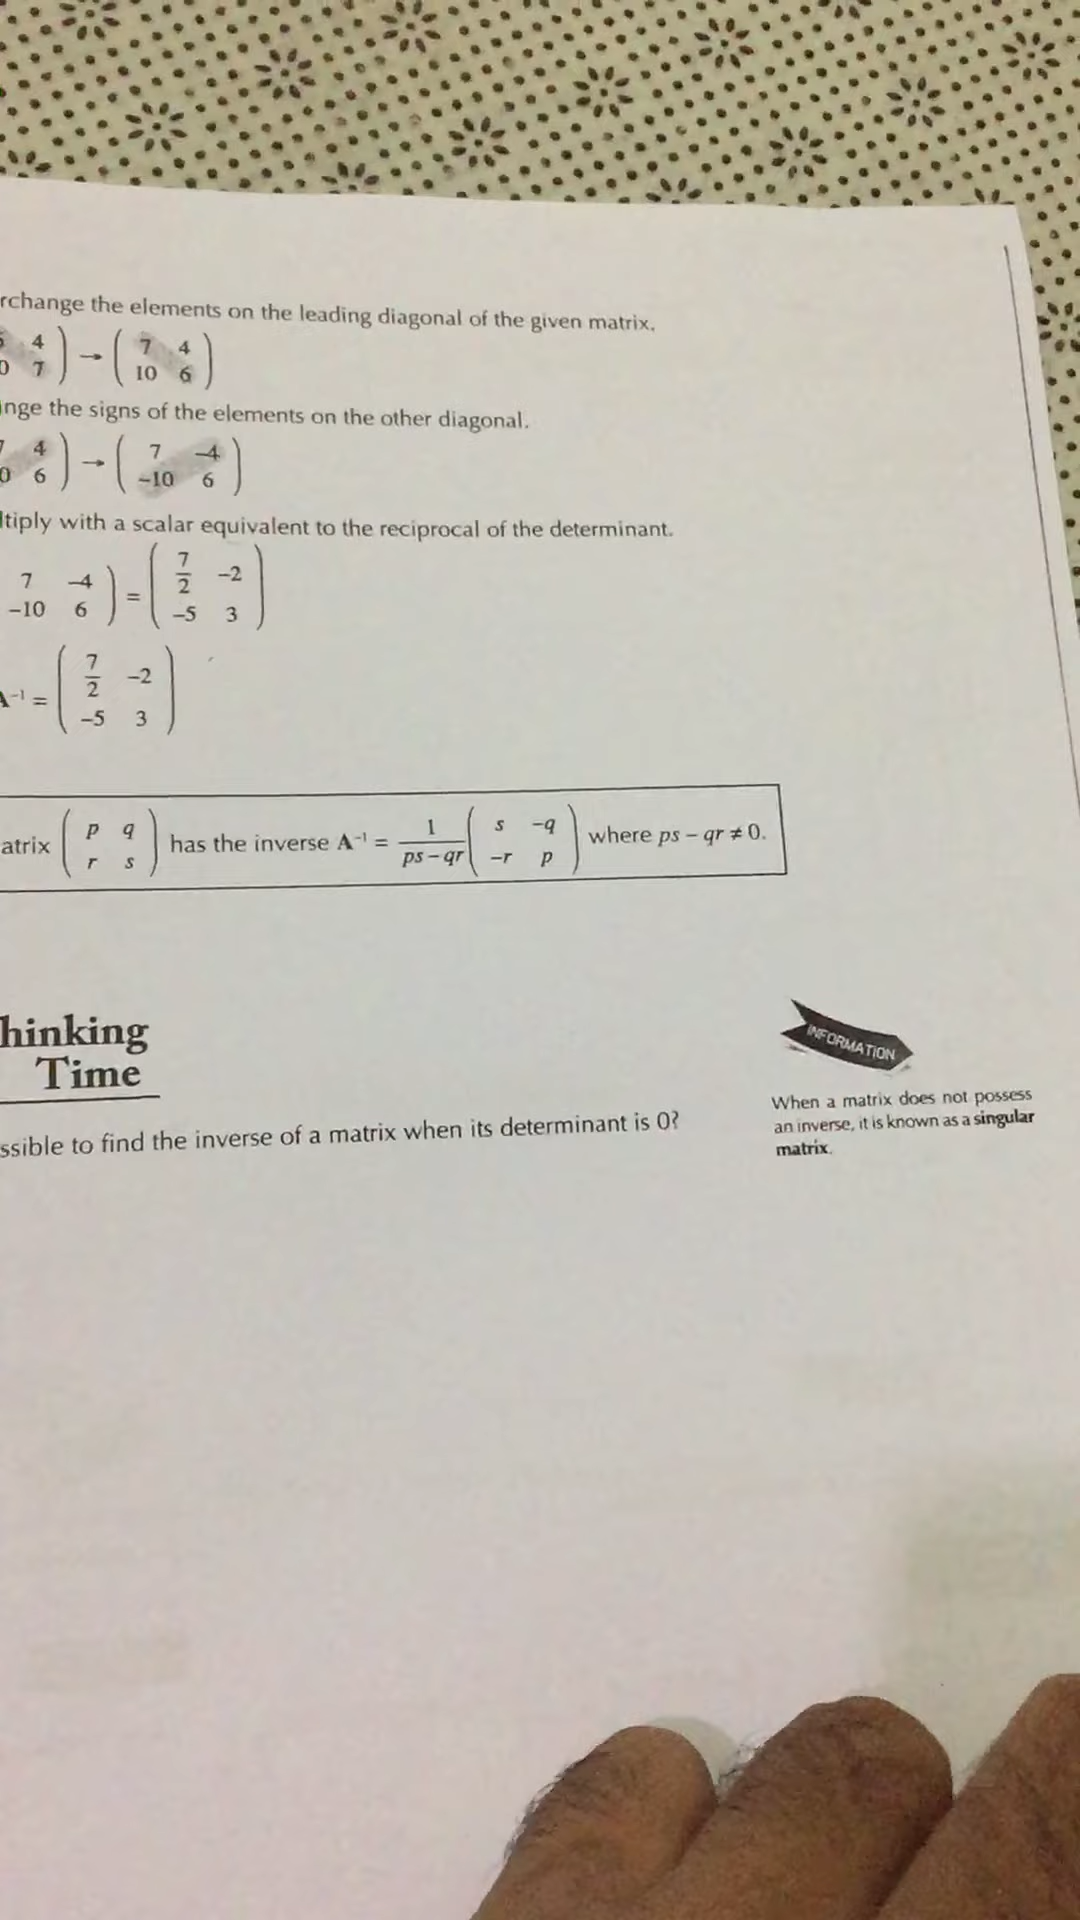 rchange the elements on the leading diagonal of the given matrix.
4 ) → ( 7 4
0 7 10 6 )
nge the signs of the elements on the other diagonal.
4 ) → ( 7 –4
0 6 –10 6 )
ltiply with a scalar equivalent to the reciprocal of the determinant.
7 –4 ) = ( 7/2 –2
–10 6 –5 3 )
A⁻¹ = ( 7/2 –2
–5 3 )
atrix ( p q has the inverse A⁻¹ = 1/(ps – qr) ( s –q where ps – qr ≠ 0.
r s ) –r p )
hinking
Time
ssible to find the inverse of a matrix when its determinant is 0?
INFORMATION
When a matrix does not possess
an inverse, it is known as a singular
matrix.